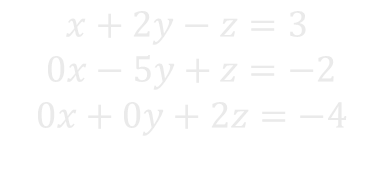 x + 2y − z = 3
0x − 5y + z = −2
0x + 0y + 2z = −4